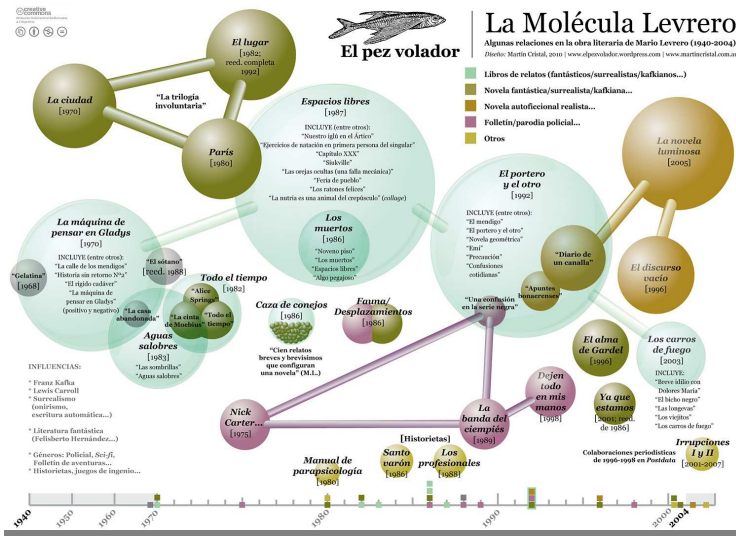 creative commons
El pez volador
La Molécula Levrero
Algunas relaciones en la obra literaria de Mario Levrero (1940-2004)
Diseño: Martín Cristal, 2010 | www.elpezvolador.wordpress.com | www.martincristal.com.ar
Libros de relatos (fantásticos/surrealistas/kafkianos...)
Novela fantástica/surrealista/kafkiana...
Novela autoficcional realista...
Folletín/parodia policial...
Otros
El lugar
[1982;
reed. completa
1992]
La ciudad
[1970]
"La trilogía
involuntaria"
París
[1980]
Espacios libres
[1987]
INCLUYE (entre otros):
"Nuestro iglú en el Ártico"
"Ejercicios de natación en primera persona del singular"
"Capítulo XXX"
"Siukville"
"Las orejas ocultas (una falla mecánica)"
"Feria de pueblo"
"Los ratones felices"
"La nutria es un animal del crepúsculo" (collage)
Los
muertos
[1986]
"Noveno piso"
"Los muertos"
"Espacios libres"
"Algo pegajoso"
El portero
y el otro
[1992]
INCLUYE (entre otros):
"El mendigo"
"El portero y el otro"
"Novela geométrica"
"Emi"
"Precaución"
"Confusiones
cotidianas"
"Diario de
un canalla"
"Apuntes
bonaerenses"
"Una confusión
en la serie negra"
La novela
luminosa
[2005]
El discurso
vacío
[1996]
La máquina de
pensar en Gladys
[1970]
INCLUYE (entre otros):
"La calle de los mendigos"
"Historia sin retorno Nº2"
"El rígido cadáver"
"La máquina de
pensar en Gladys"
(positivo y negativo)
"Gelatina"
[1968]
"El sótano"
[reed. 1988]
"La casa
abandonada"
Todo el tiempo
[1982]
"Alice
Springs"
"La cinta
de Moebius"
"Todo el
tiempo"
Aguas
salobres
[1983]
"Las sombrillas"
"Aguas salobres"
Caza de conejos
[1986]
"Cien relatos
breves y brevísimos
que configuran
una novela" (M.L.)
Fauna/
Desplazamientos
[1986]
El alma
de Gardel
[1996]
Los carros
de fuego
[2003]
INCLUYE:
"Breve idilio con
Dolores María"
"El bicho negro"
"Las longevas"
"Los viejitos"
"Los carros de fuego"
Ya que
estamos
[2001; reed.
de 1986]
Dejen
todo
en mis
manos
[1998]
Nick
Carter...
[1975]
La
banda del
ciempiés
[1989]
INFLUENCIAS:
* Franz Kafka
* Lewis Carroll
* Surrealismo
(onirismo,
escritura automática...)
* Literatura fantástica
(Felisberto Hernández...)
* Géneros: Policial, Sci-fi,
Folletín de aventuras...
* Historietas, juegos de ingenio...
Manual de
parapsicología
[1980]
[Historietas]
Santo
varón
[1986]
Los
profesionales
[1988]
Colaboraciones periodísticas
de 1996-1998 en Postdata
Irrupciones
I y II
[2001-2007]
1940
1950
1960
1970
1980
1990
2000
2004